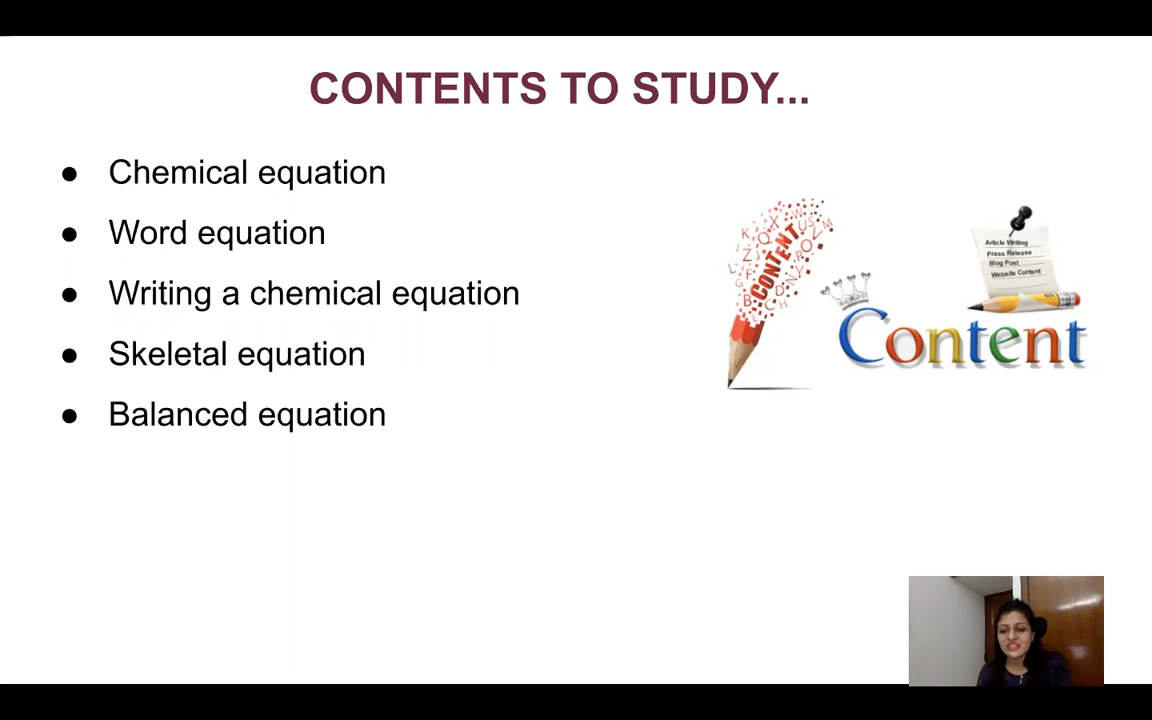 CONTENTS TO STUDY...
● Chemical equation
● Word equation
● Writing a chemical equation
● Skeletal equation
● Balanced equation
CONTENT
Article Writing
Press Release
Blog Post
Website Content
Content